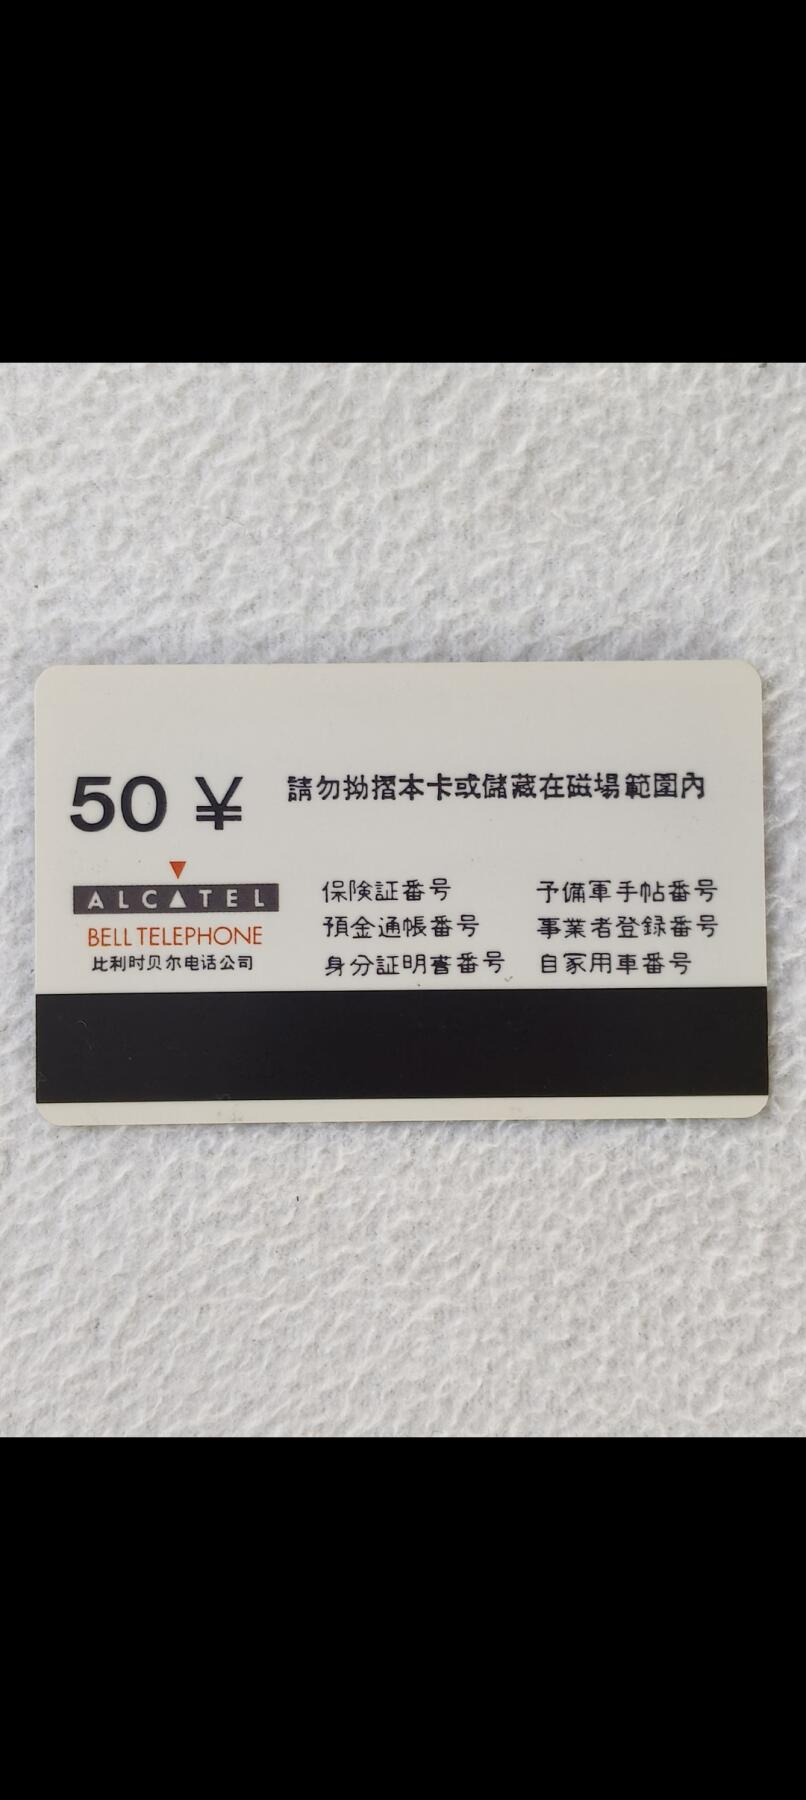 50 ¥
請勿拗摺本卡或儲藏在磁場範圍內
ALCATEL
BELL TELEPHONE
比利时贝尔电话公司
保険証番号
預金通帳番号
身分証明書番号
予備軍手帖番号
事業者登録番号
自家用車番号